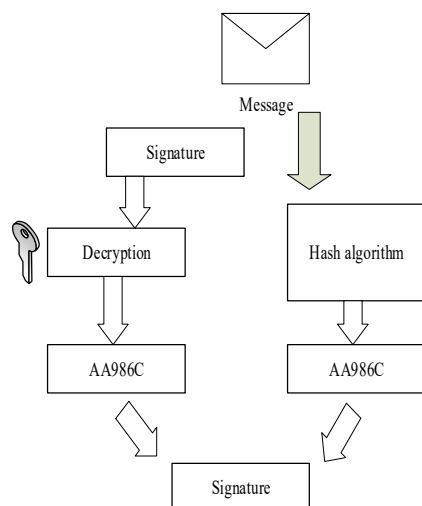 Message
Signature
Decryption
Hash algorithm
AA986C
AA986C
Signature